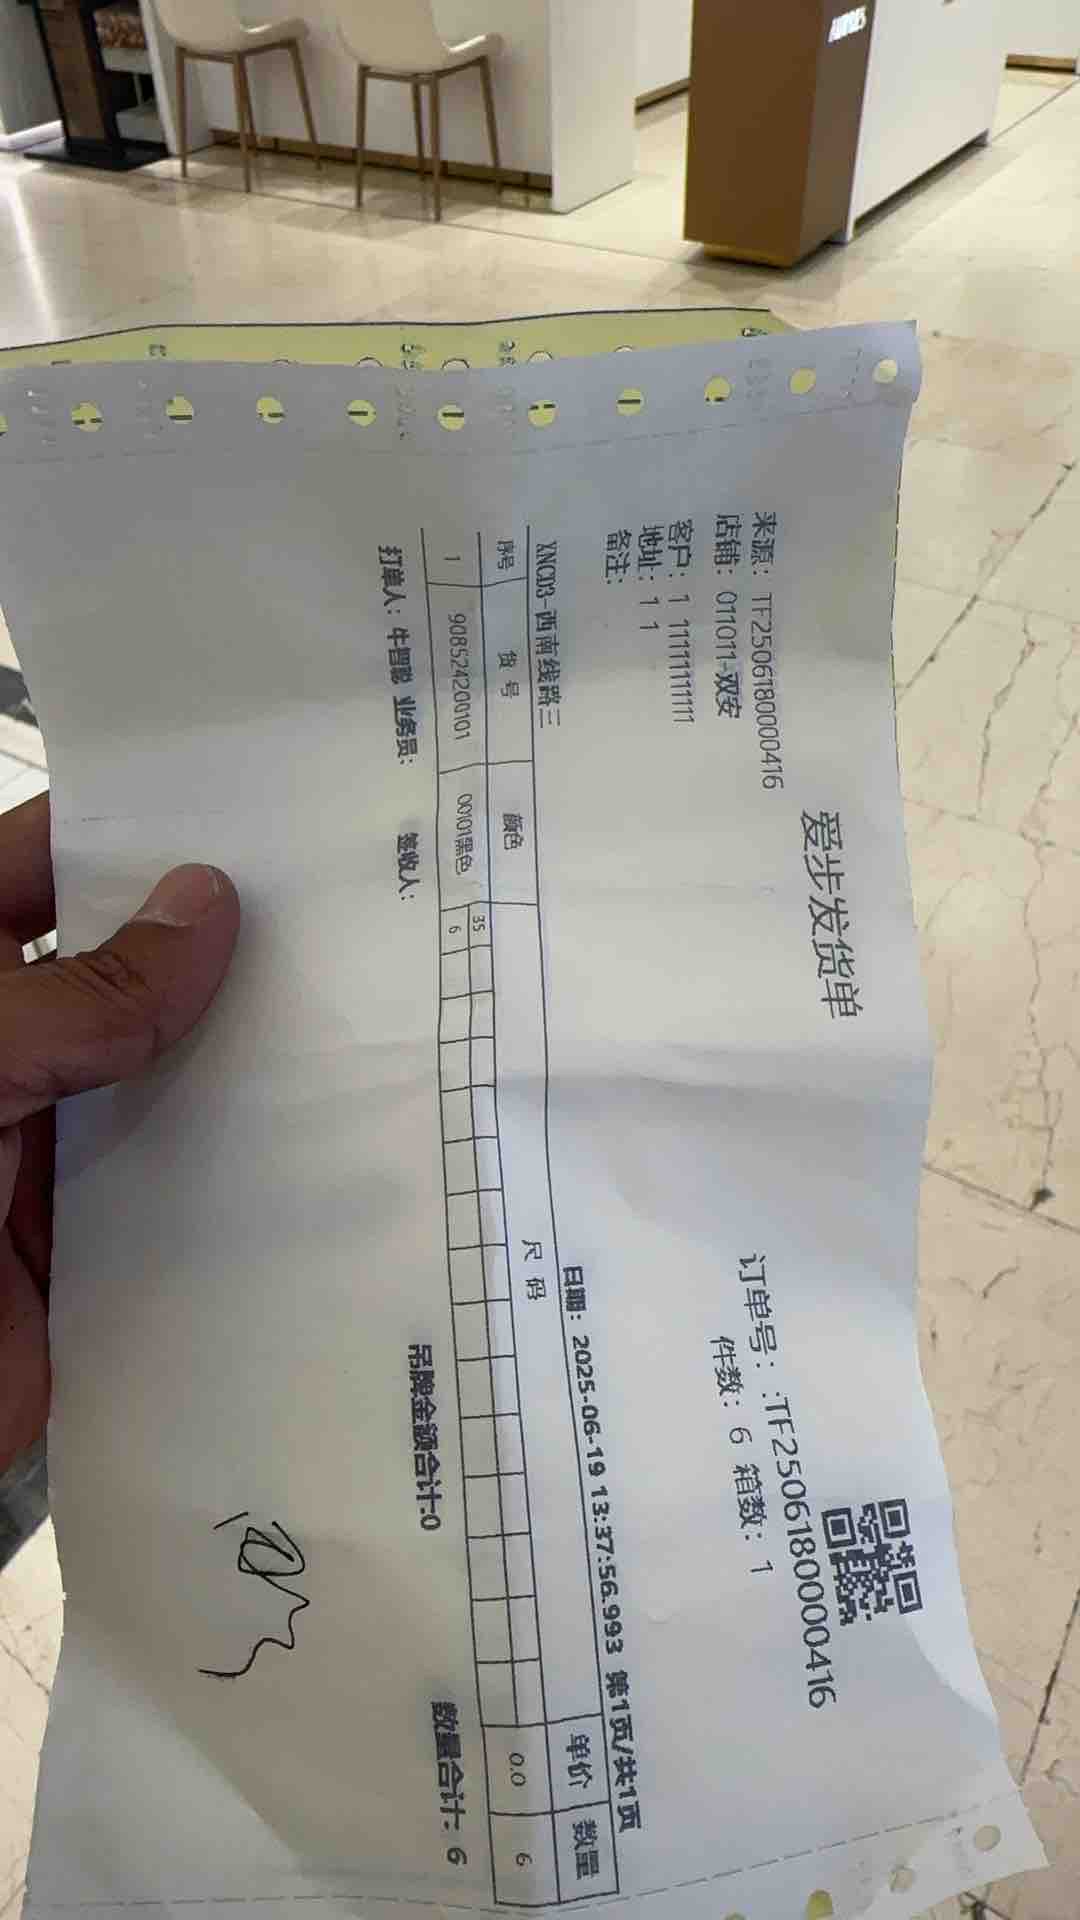 爱步发货单
来源：TF250618000416
订单号：:TF250618000416
店铺：011011-双安
件数：6 箱数：1
客户：1 11111111111
地址：1 1
备注：
XNCD3-西南线路三
日期：2025-06-19 13:37:56.993 第1页/共1页
序号 货号 颜色 尺码 单价 数量
35
1 908524200101 00101黑色 6 0.0 6
打单人：牛智聪 业务员： 签收人： 吊牌金额合计:0 数量合计：6